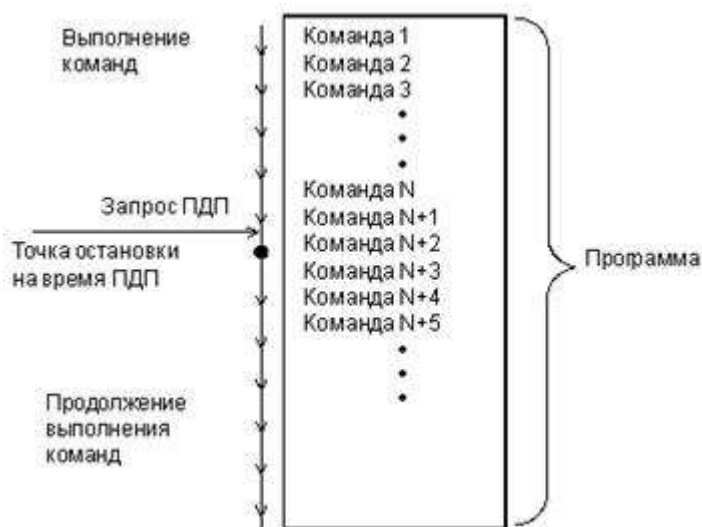 Выполнение
команд
Запрос ПДП
Точка остановки
на время ПДП
Продолжение
выполнения
команд
Команда 1
Команда 2
Команда 3
Команда N
Команда N+1
Команда N+2
Команда N+3
Команда N+4
Команда N+5
Программа